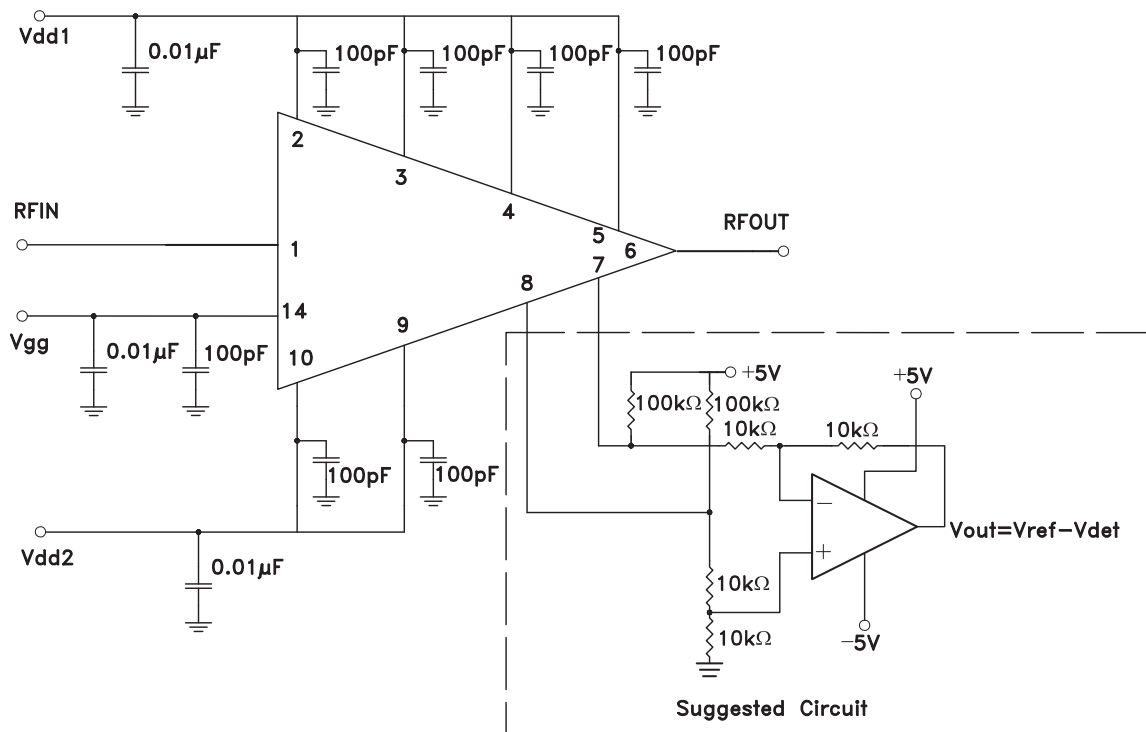 Vdd1
0.01µF
100pF
100pF
100pF
100pF
2
3
4
5
6
7
8
9
10
14
1
RFIN
RFOUT
Vgg
0.01µF
100pF
100pF
100pF
Vdd2
0.01µF
+5V
100kΩ
100kΩ
10kΩ
10kΩ
+5V
−
+
Vout=Vref-Vdet
10kΩ
10kΩ
−5V
Suggested Circuit